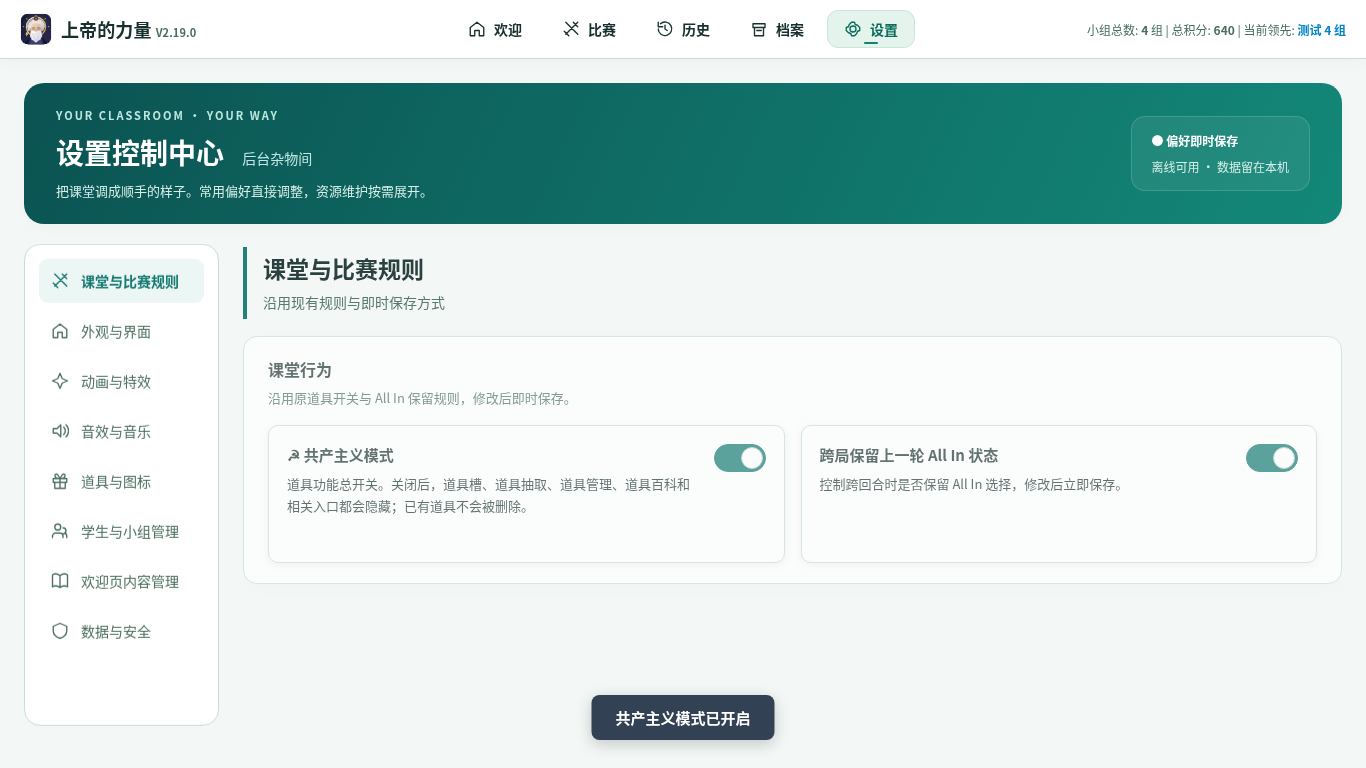 上帝的力量 V2.19.0
欢迎
比赛
历史
档案
设置
小组总数: 4 组 | 总积分: 640 | 当前领先: 测试 4 组
YOUR CLASSROOM • YOUR WAY
设置控制中心 后台杂物间
把课堂调成顺手的样子。常用偏好直接调整，资源维护按需展开。
偏好即时保存
离线可用 • 数据留在本机
课堂与比赛规则
外观与界面
动画与特效
音效与音乐
道具与图标
学生与小组管理
欢迎页内容管理
数据与安全
课堂与比赛规则
沿用现有规则与即时保存方式
课堂行为
沿用原道具开关与 All In 保留规则，修改后即时保存。
☭ 共产主义模式
道具功能总开关。关闭后，道具槽、道具抽取、道具管理、道具百科和
相关入口都会隐藏；已有道具不会被删除。
跨局保留上一轮 All In 状态
控制跨回合时是否保留 All In 选择，修改后立即保存。
共产主义模式已开启